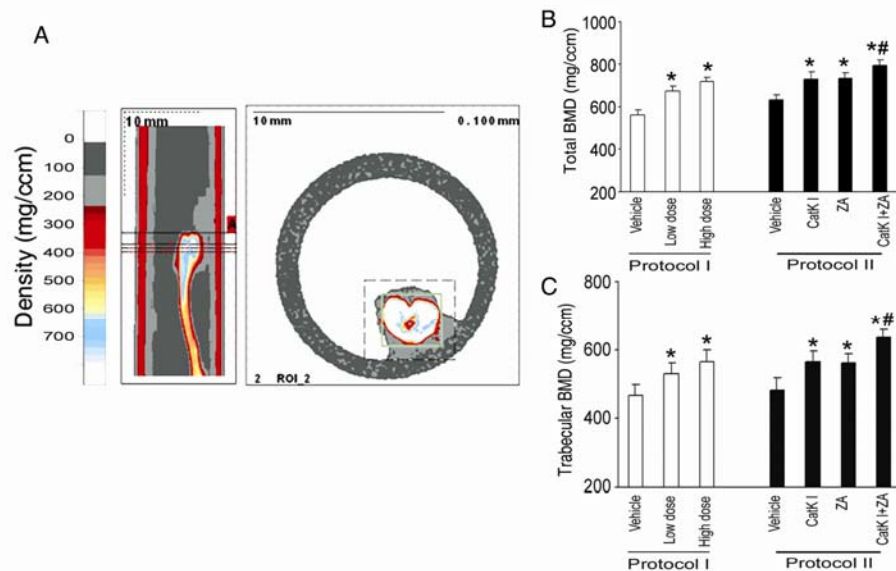 A
Density (mg/ccm)
0
100
200
300
400
500
600
700
10 mm
A
10 mm
0.100 mm
2 ROI_2
B
Total BMD (mg/ccm)
1000
800
600
400
200
* *
* * *#
Vehicle Low dose High dose
Vehicle CatK I ZA CatK I+ZA
Protocol I Protocol II
C
Trabecular BMD (mg/ccm)
800
600
400
200
* *
* * *#
Vehicle Low dose High dose
Vehicle CatK I ZA CatK I+ZA
Protocol I Protocol II